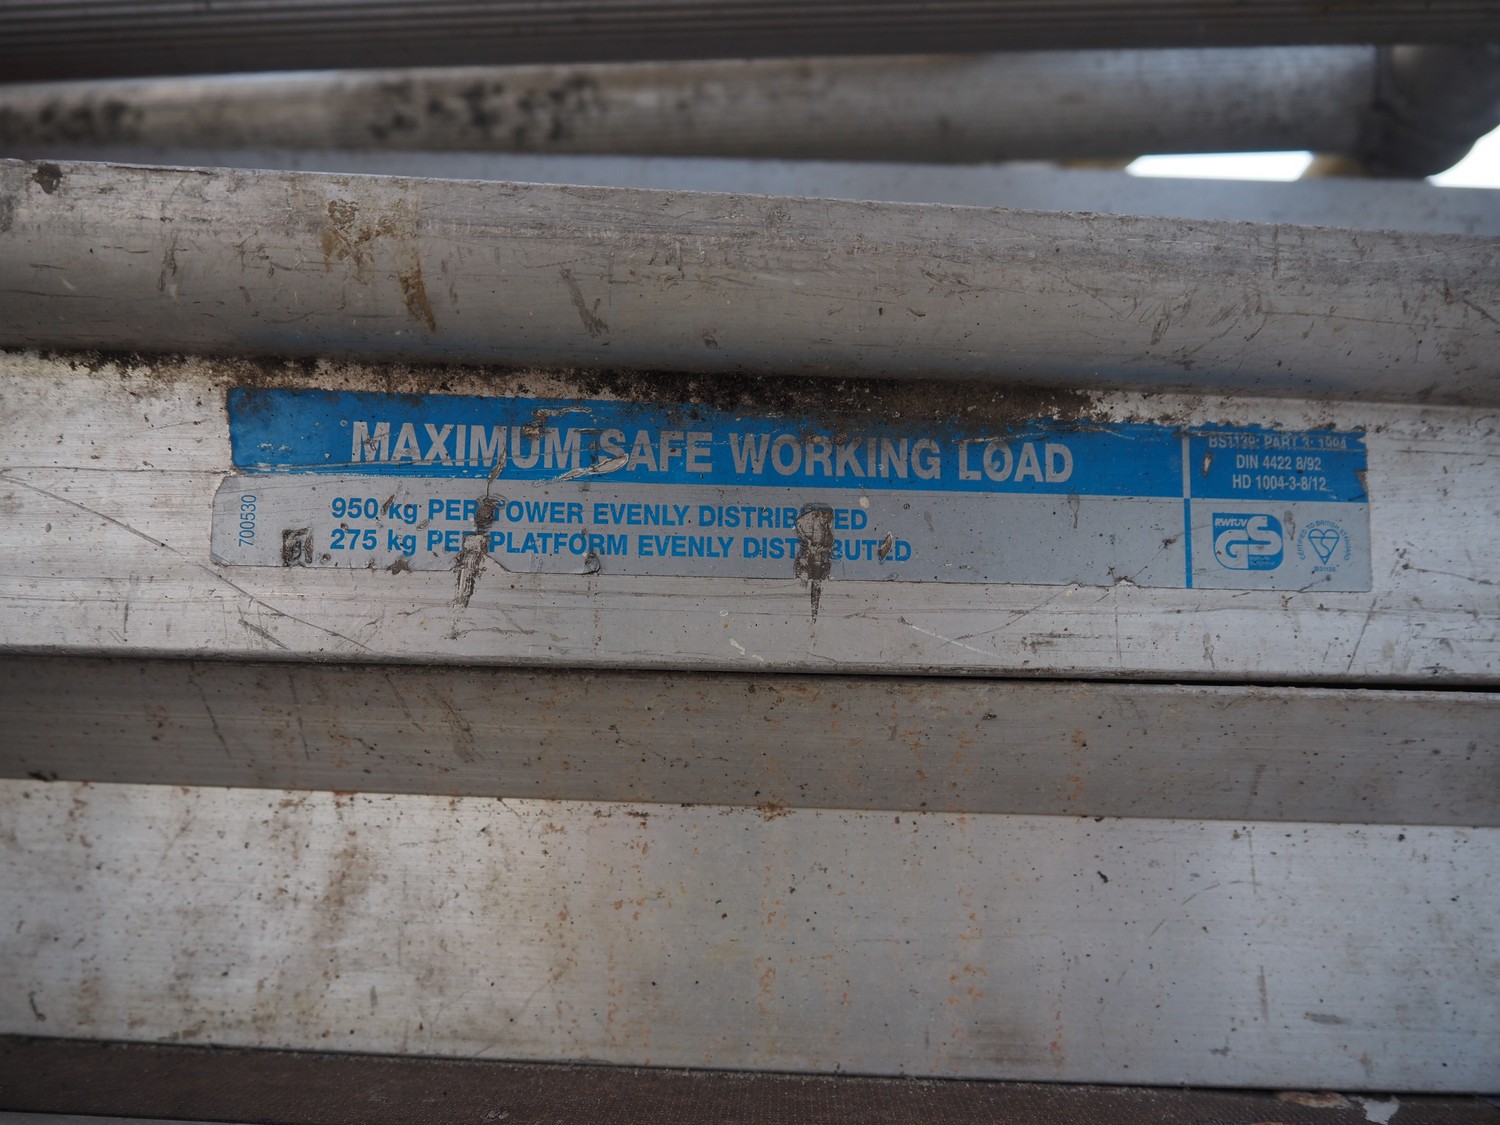 MAXIMUM SAFE WORKING LOAD
950 kg PER TOWER EVENLY DISTRIBUTED
275 kg PER PLATFORM EVENLY DISTRIBUTED
700530
BS1139: PART 3: 1994
DIN 4422 8/92
HD 1004-3-8/12
RWTÜV
GS